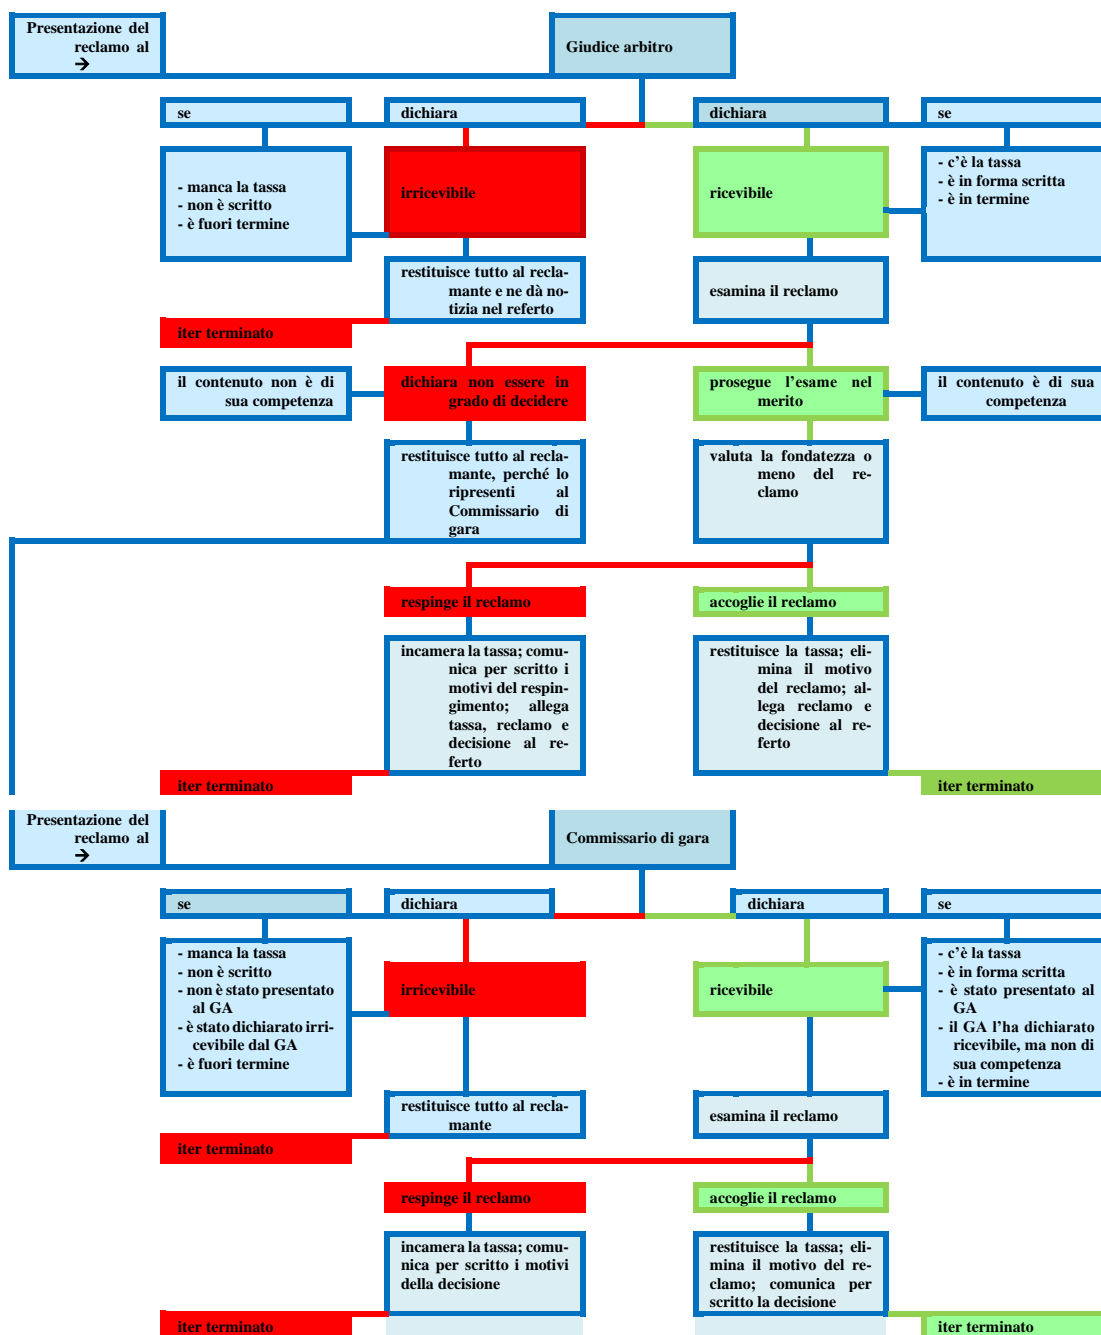 Presentazione del
reclamo al
→
Giudice arbitro
se
dichiara
dichiara
se
- manca la tassa
- non è scritto
- è fuori termine
irricevibile
ricevibile
- c'è la tassa
- è in forma scritta
- è in termine
restituisce tutto al recla-
mante e ne dà no-
tizia nel referto
esamina il reclamo
iter terminato
il contenuto non è di
sua competenza
dichiara non essere in
grado di decidere
prosegue l'esame nel
merito
il contenuto è di sua
competenza
restituisce tutto al recla-
mante, perché lo
ripresenti al
Commissario di
gara
valuta la fondatezza o
meno del re-
clamo
respinge il reclamo
accoglie il reclamo
incamera la tassa; comu-
nica per scritto i
motivi del respin-
gimento; allega
tassa, reclamo e
decisione al re-
ferto
restituisce la tassa; eli-
mina il motivo
del reclamo; al-
lega reclamo e
decisione al re-
ferto
iter terminato
iter terminato
Presentazione del
reclamo al
→
Commissario di gara
se
dichiara
dichiara
se
- manca la tassa
- non è scritto
- non è stato presentato
al GA
- è stato dichiarato irri-
cevibile dal GA
- è fuori termine
irricevibile
ricevibile
- c'è la tassa
- è in forma scritta
- è stato presentato al
GA
- il GA l'ha dichiarato
ricevibile, ma non di
sua competenza
- è in termine
restituisce tutto al recla-
mante
esamina il reclamo
iter terminato
respinge il reclamo
accoglie il reclamo
incamera la tassa; comu-
nica per scritto i motivi
della decisione
restituisce la tassa; eli-
mina il motivo del re-
clamo; comunica per
scritto la decisione
iter terminato
iter terminato